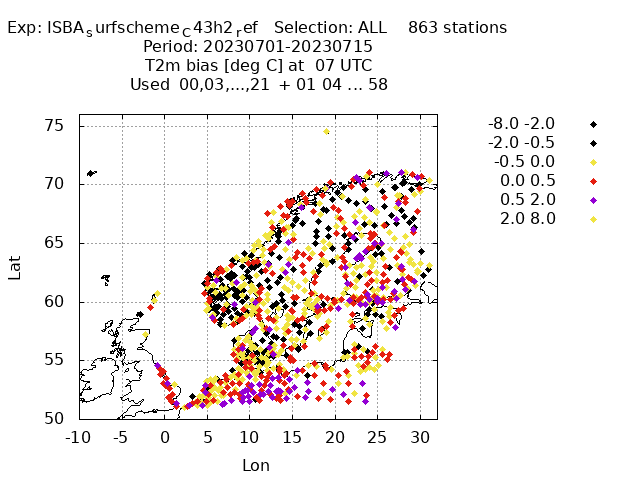 Exp: ISBA_surfscheme_C43h2_ref   Selection: ALL    863 stations
Period: 20230701-20230715
T2m bias [deg C] at  07 UTC
Used  00,03,...,21  + 01 04 ... 58
-8.0 -2.0
-2.0 -0.5
-0.5 0.0
0.0 0.5
0.5 2.0
2.0 8.0
75
70
65
60
55
50
Lat
-10 -5 0 5 10 15 20 25 30
Lon